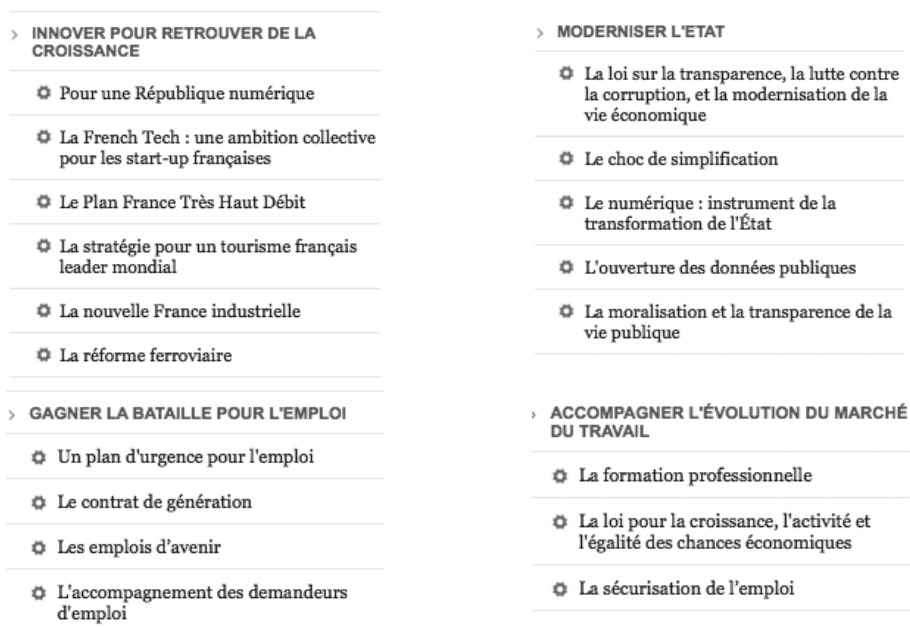 INNOVER POUR RETROUVER DE LA
CROISSANCE
Pour une République numérique
La French Tech : une ambition collective
pour les start-up françaises
Le Plan France Très Haut Débit
La stratégie pour un tourisme français
leader mondial
La nouvelle France industrielle
La réforme ferroviaire
GAGNER LA BATAILLE POUR L'EMPLOI
Un plan d'urgence pour l'emploi
Le contrat de génération
Les emplois d’avenir
L'accompagnement des demandeurs
d'emploi
MODERNISER L'ETAT
La loi sur la transparence, la lutte contre
la corruption, et la modernisation de la
vie économique
Le choc de simplification
Le numérique : instrument de la
transformation de l'État
L'ouverture des données publiques
La moralisation et la transparence de la
vie publique
ACCOMPAGNER L'ÉVOLUTION DU MARCHÉ
DU TRAVAIL
La formation professionnelle
La loi pour la croissance, l'activité et
l'égalité des chances économiques
La sécurisation de l’emploi